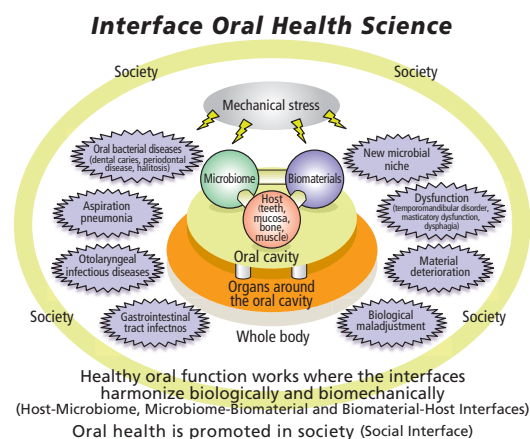 Interface Oral Health Science
Society
Society
Mechanical stress
Oral bacterial diseases
(dental caries, periodontal
disease, halitosis)
New microbial
niche
Microbiome
Biomaterials
Host
(teeth,
mucosa,
bone,
muscle)
Aspiration
pneumonia
Dysfunction
(temporomandibular disorder,
masticatory dysfunction,
dysphagia)
Oral cavity
Otolaryngeal
infectious diseases
Material
deterioration
Organs around
the oral cavity
Society
Society
Gastrointestinal
tract infectnos
Biological
maladjustment
Whole body
Healthy oral function works where the interfaces
harmonize biologically and biomechanically
(Host-Microbiome, Microbiome-Biomaterial and Biomaterial-Host Interfaces)
Oral health is promoted in society (Social Interface)